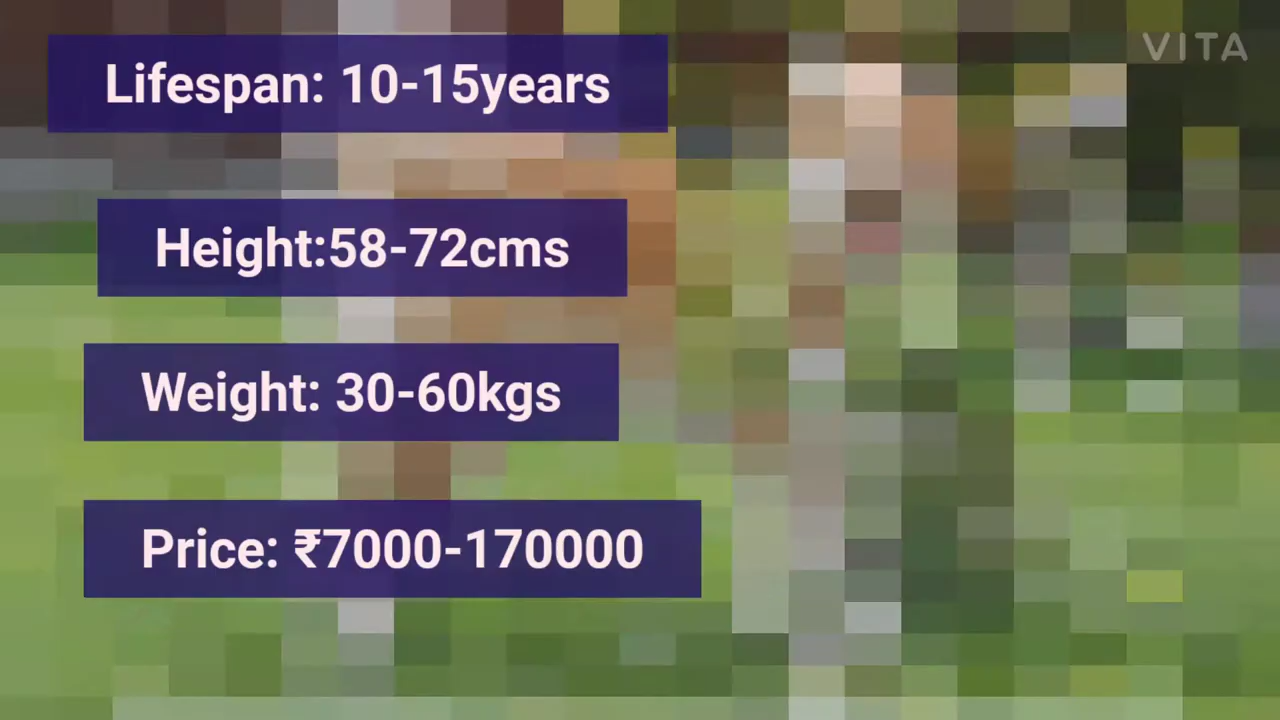 VITA
Lifespan: 10-15years
Height:58-72cms
Weight: 30-60kgs
Price: ₹7000-170000